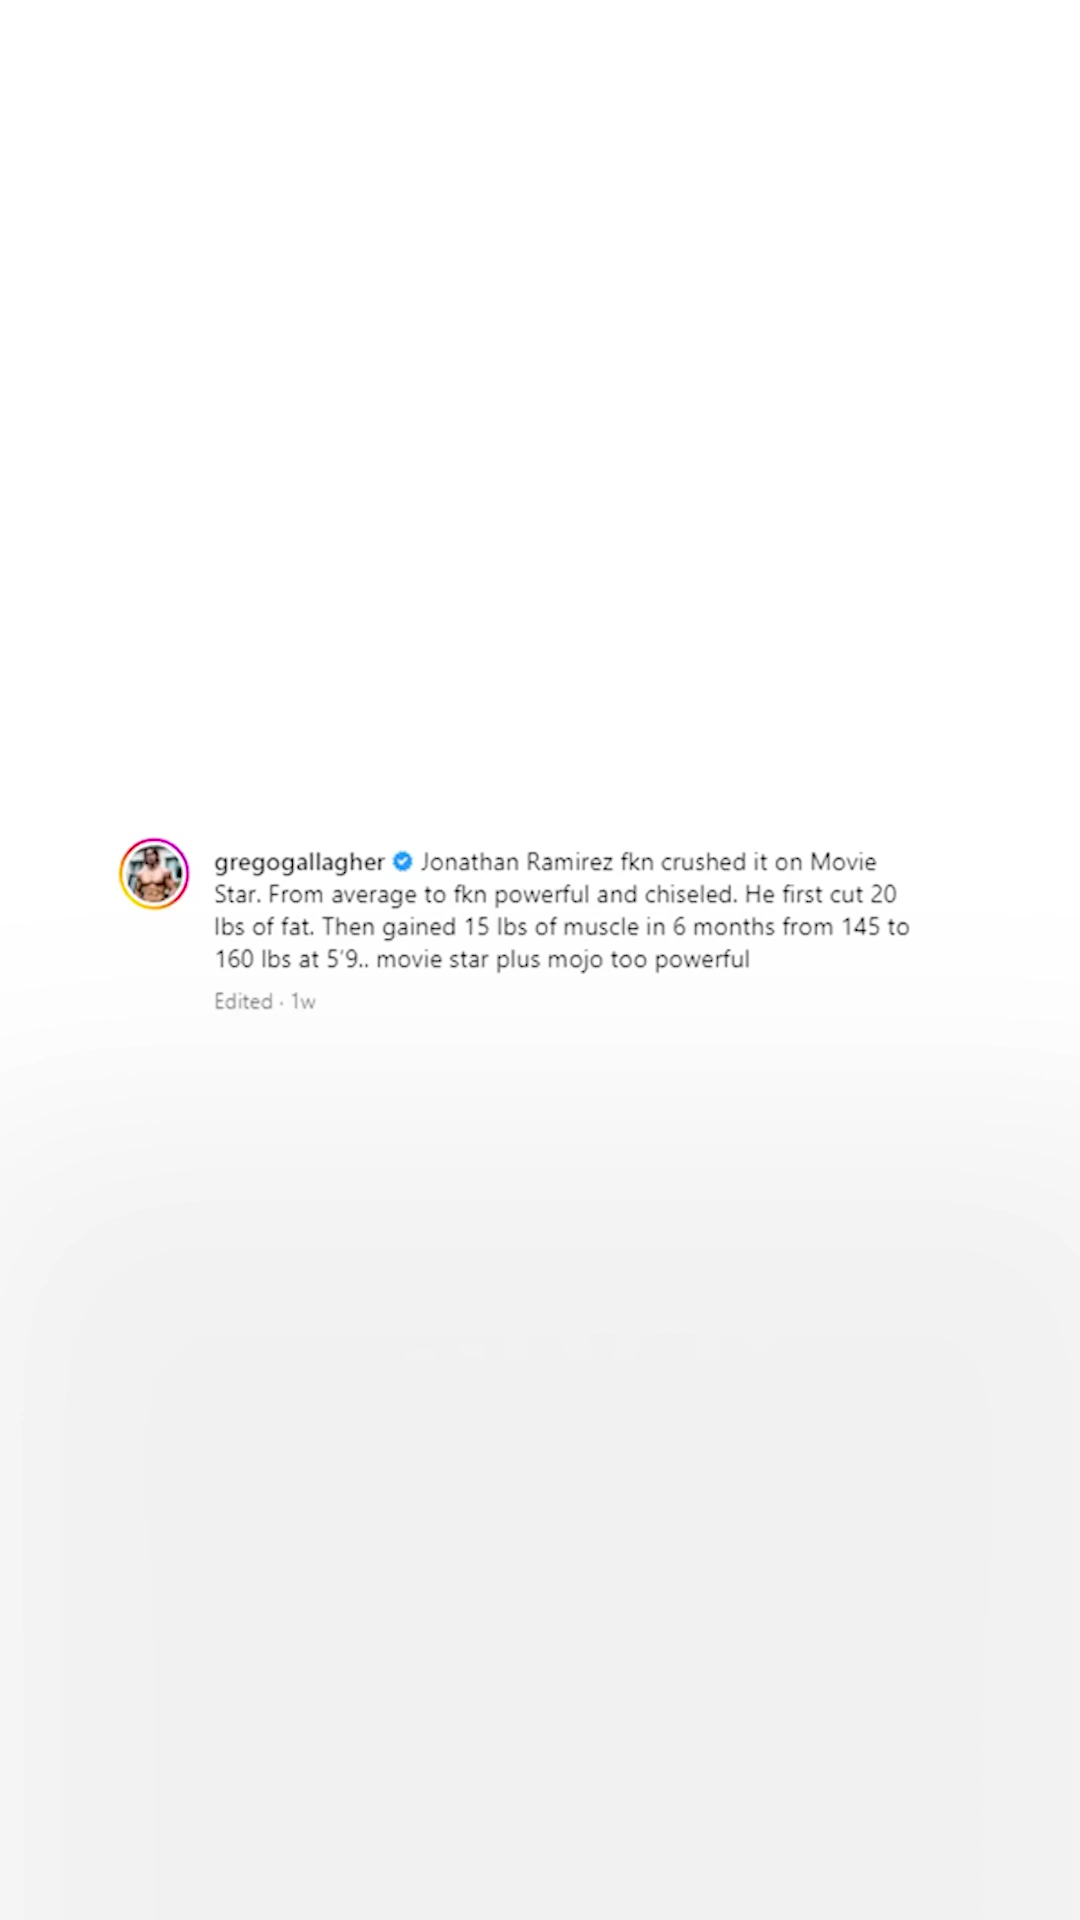 gregogallagher Jonathan Ramirez fkn crushed it on Movie
Star. From average to fkn powerful and chiseled. He first cut 20
lbs of fat. Then gained 15 lbs of muscle in 6 months from 145 to
160 lbs at 5'9.. movie star plus mojo too powerful
Edited · 1w